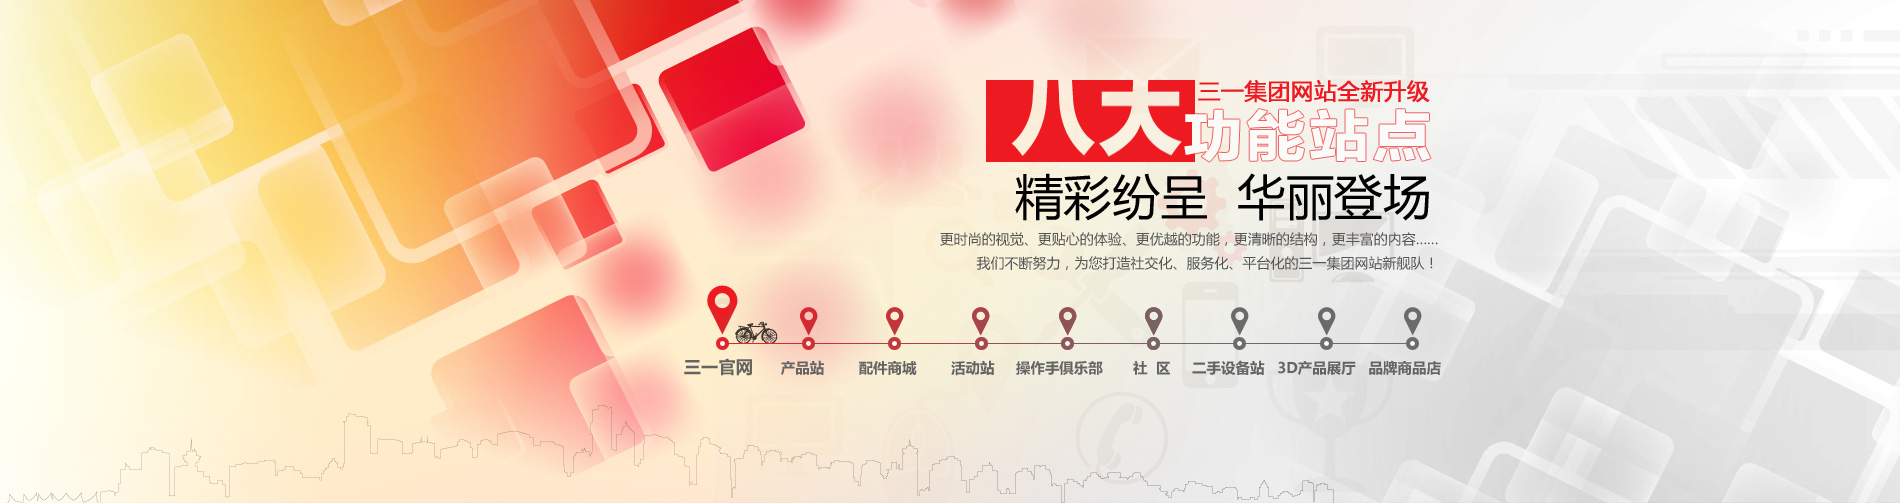 三一集团网站全新升级
八大功能站点
精彩纷呈 华丽登场
更时尚的视觉、更贴心的体验、更优越的功能，更清晰的结构，更丰富的内容......
我们不断努力，为您打造社交化、服务化、平台化的三一集团网站新舰队！
三一官网 产品站 配件商城 活动站 操作手俱乐部 社 区 二手设备站 3D产品展厅 品牌商品店